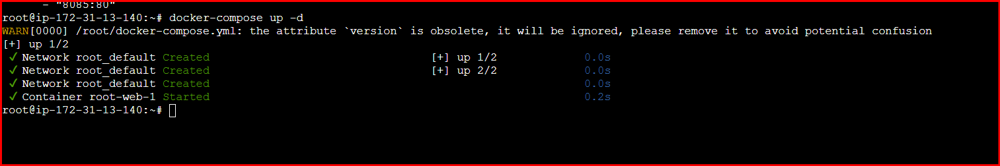 - "8085:80"
root@ip-172-31-13-140:~# docker-compose up -d
WARN[0000] /root/docker-compose.yml: the attribute `version` is obsolete, it will be ignored, please remove it to avoid potential confusion
[+] up 1/2
✓ Network root_default Created [+] up 1/2 0.0s
✓ Network root_default Created [+] up 2/2 0.0s
✓ Network root_default Created 0.0s
✓ Container root-web-1 Started 0.2s
root@ip-172-31-13-140:~#